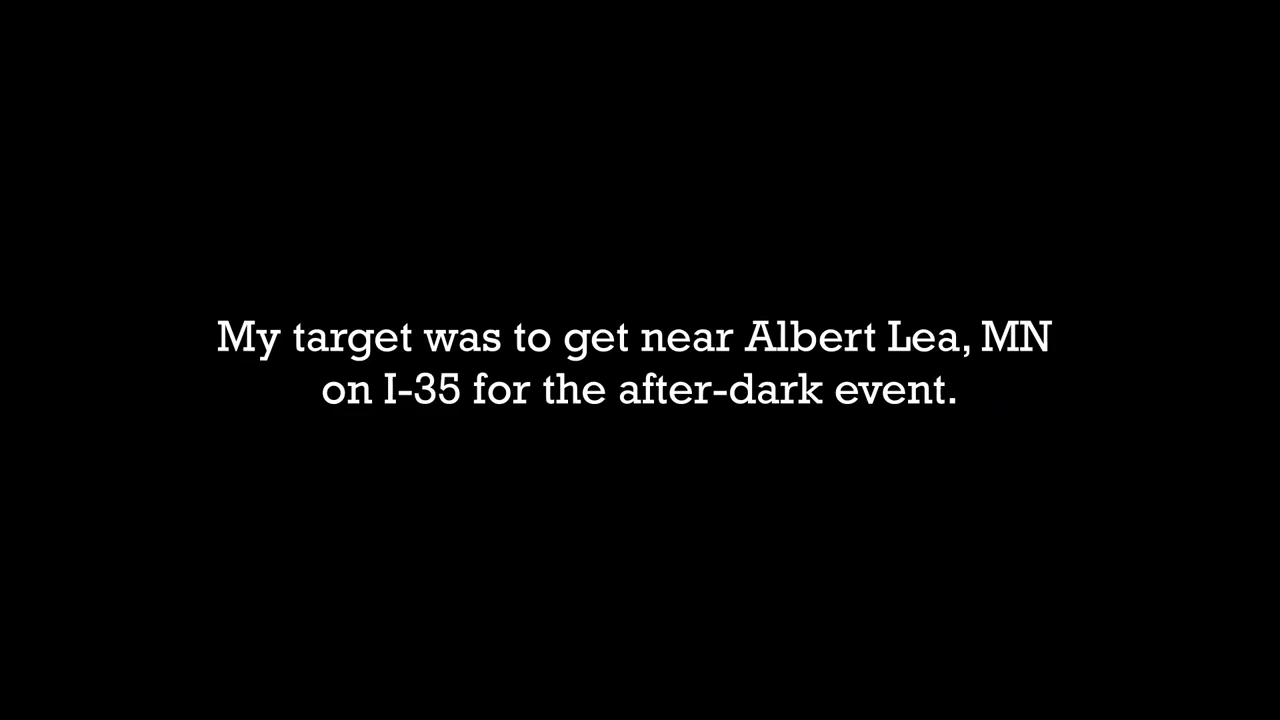 My target was to get near Albert Lea, MN
on I-35 for the after-dark event.